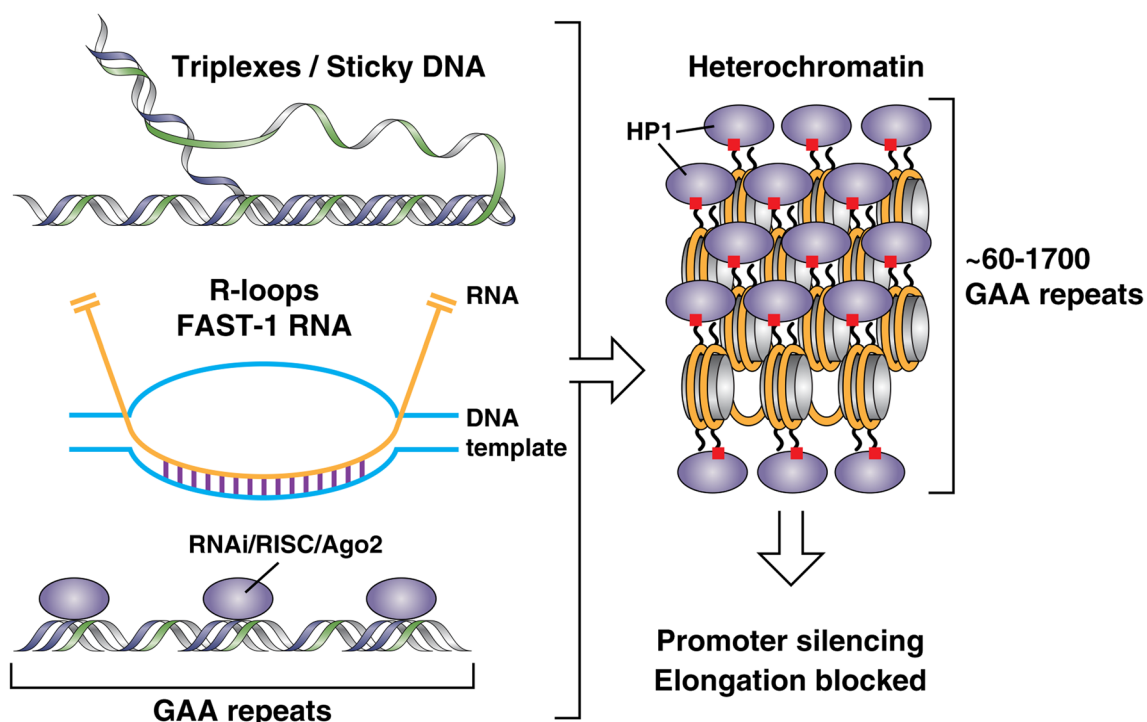 Triplexes / Sticky DNA
R-loops
FAST-1 RNA
RNA
DNA
template
RNAi/RISC/Ago2
GAA repeats
Heterochromatin
HP1
~60-1700
GAA repeats
Promoter silencing
Elongation blocked